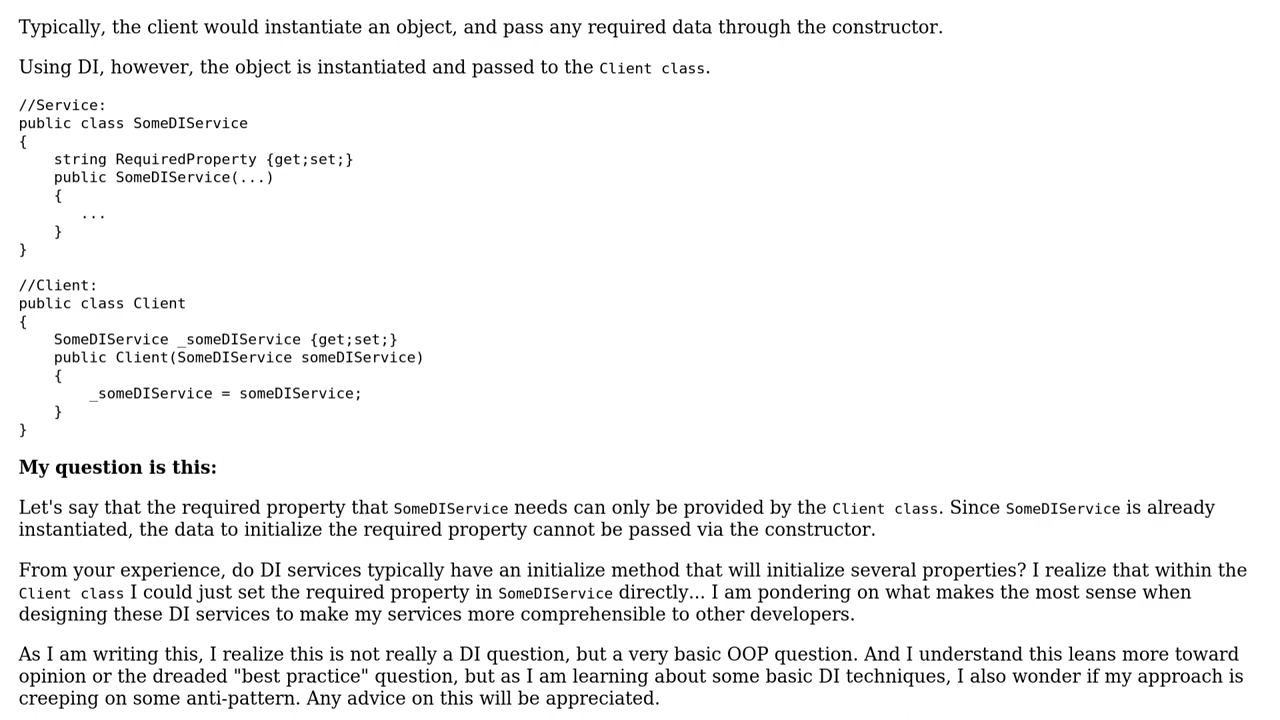 Typically, the client would instantiate an object, and pass any required data through the constructor.
Using DI, however, the object is instantiated and passed to the Client class.
//Service:
public class SomeDIService
{
    string RequiredProperty {get;set;}
    public SomeDIService(...)
    {
       ...
    }
}
//Client:
public class Client
{
    SomeDIService _someDIService {get;set;}
    public Client(SomeDIService someDIService)
    {
        _someDIService = someDIService;
    }
}
My question is this:
Let's say that the required property that SomeDIService needs can only be provided by the Client class. Since SomeDIService is already
instantiated, the data to initialize the required property cannot be passed via the constructor.
From your experience, do DI services typically have an initialize method that will initialize several properties? I realize that within the
Client class I could just set the required property in SomeDIService directly... I am pondering on what makes the most sense when
designing these DI services to make my services more comprehensible to other developers.
As I am writing this, I realize this is not really a DI question, but a very basic OOP question. And I understand this leans more toward
opinion or the dreaded "best practice" question, but as I am learning about some basic DI techniques, I also wonder if my approach is
creeping on some anti-pattern. Any advice on this will be appreciated.